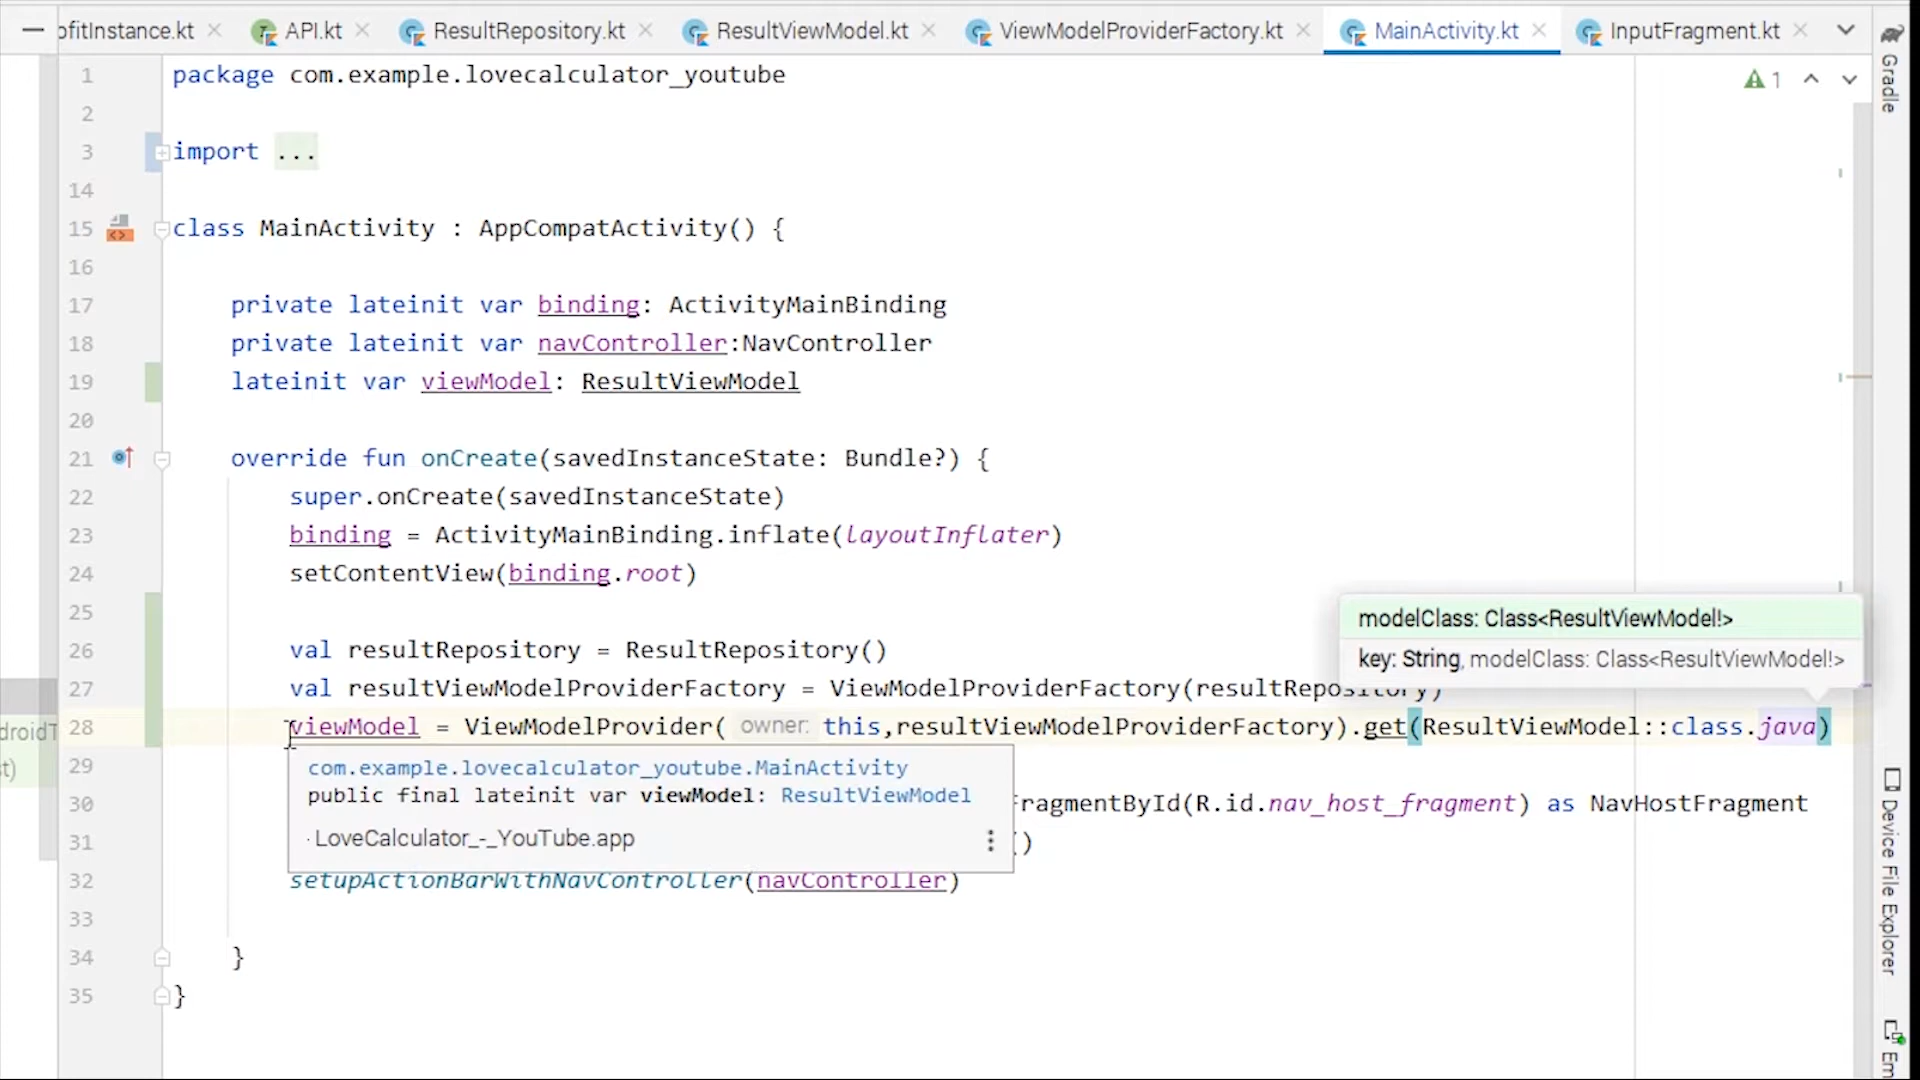 ofitInstance.kt API.kt ResultRepository.kt ResultViewModel.kt ViewModelProviderFactory.kt MainActivity.kt InputFragment.kt
1 package com.example.lovecalculator_youtube
1
2
3 import ...
14
15 class MainActivity : AppCompatActivity() {
16
17 private lateinit var binding: ActivityMainBinding
18 private lateinit var navController:NavController
19 lateinit var viewModel: ResultViewModel
20
21 override fun onCreate(savedInstanceState: Bundle?) {
22 super.onCreate(savedInstanceState)
23 binding = ActivityMainBinding.inflate(layoutInflater)
24 setContentView(binding.root)
25
modelClass: Class<ResultViewModel!>
26 val resultRepository = ResultRepository()
key: String, modelClass: Class<ResultViewModel!>
27 val resultViewModelProviderFactory = ViewModelProviderFactory(resultRepository)
28 viewModel = ViewModelProvider( owner: this,resultViewModelProviderFactory).get(ResultViewModel::class.java)
29
com.example.lovecalculator_youtube.MainActivity
public final lateinit var viewModel: ResultViewModel
LoveCalculator_-_YouTube.app
30 FragmentById(R.id.nav_host_fragment) as NavHostFragment
31 ()
32 setupActionBarWithNavController(navController)
33
34 }
35 }
droidT
t)
Gradle
Device File Explorer
Em